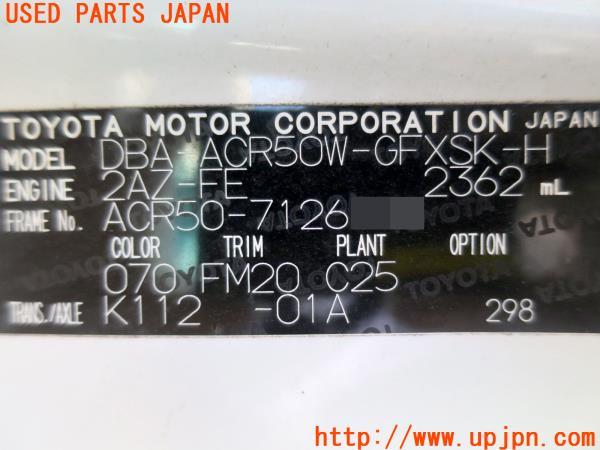 USED PARTS JAPAN
TOYOTA MOTOR CORPORATION JAPAN
MODEL DBA-ACR50W-GFXSK-H
ENGINE 2AZ-FE 2362 mL
FRAME No. ACR50-7126
COLOR TRIM PLANT OPTION
070 FM20 C25
TRANS./AXLE K112 -01A 298
http://www.upjpn.com/